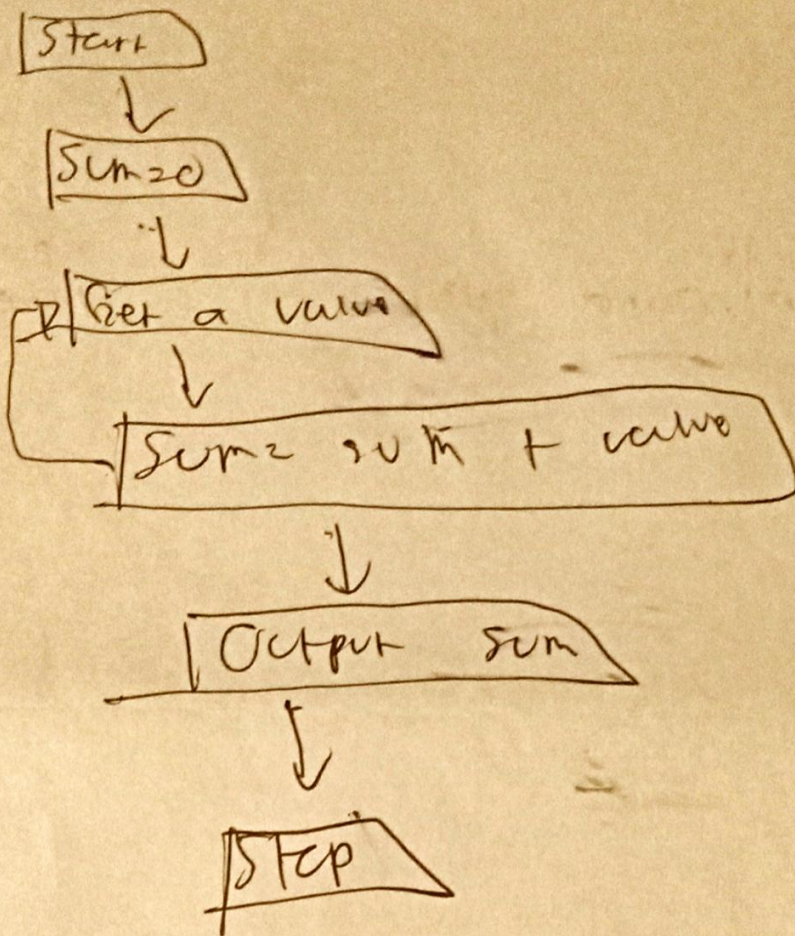 Start
Sum=0
Get a value
Sum= sum + value
Output sum
Stop